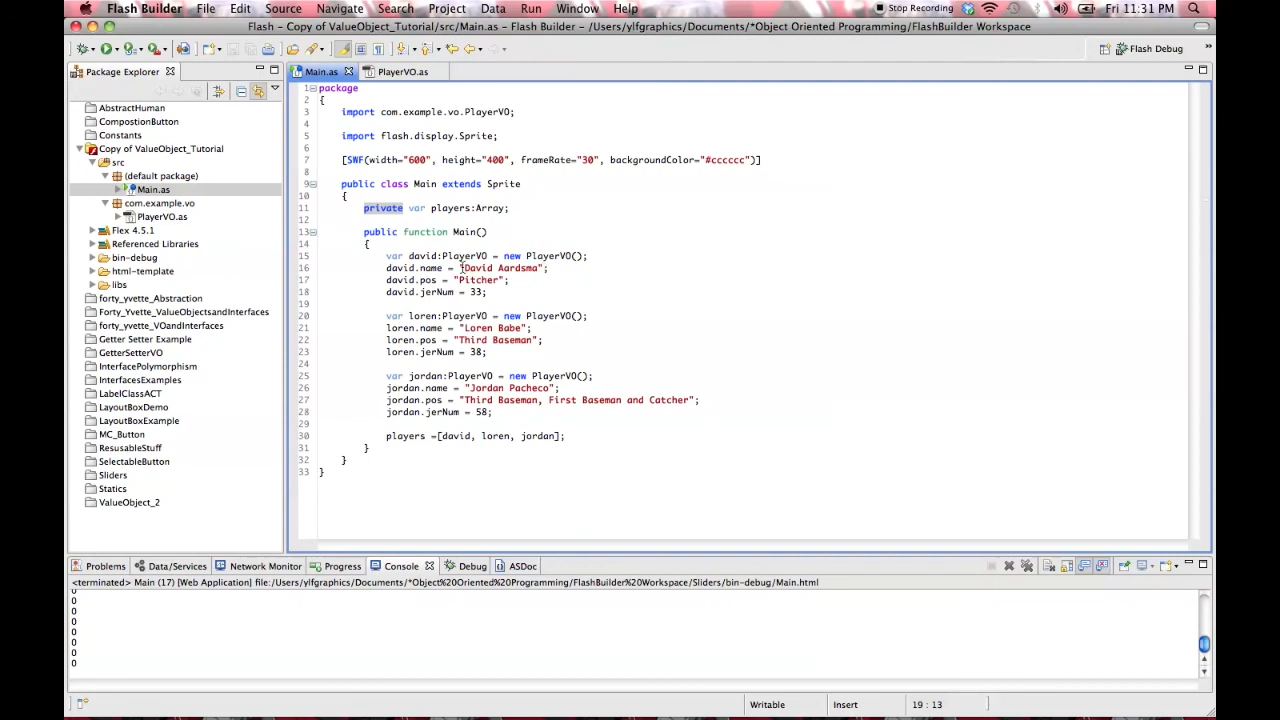 Flash Builder File Edit Source Navigate Search Project Data Run Window Help Stop Recording Fri 11:31 PM
Flash - Copy of ValueObject_Tutorial/src/Main.as - Flash Builder - /Users/ylfgraphics/Documents/*Object Oriented Programming/FlashBuilder Workspace
Flash Debug
Package Explorer
Main.as PlayerVO.as
AbstractHuman
CompostionButton
Constants
Copy of ValueObject_Tutorial
src
(default package)
Main.as
com.example.vo
PlayerVO.as
Flex 4.5.1
Referenced Libraries
bin-debug
html-template
libs
forty_yvette_Abstraction
Forty_Yvette_ValueObjectsandInterfaces
forty_yvette_VOandInterfaces
Getter Setter Example
GetterSetterVO
InterfacePolymorphism
InterfacesExamples
LabelClassACT
LayoutBoxDemo
LayoutBoxExample
MC_Button
ResusableStuff
SelectableButton
Sliders
Statics
ValueObject_2
1 package
2 {
3 import com.example.vo.PlayerVO;
4
5 import flash.display.Sprite;
6
7 [SWF(width="600", height="400", frameRate="30", backgroundColor="#cccccc")]
8
9 public class Main extends Sprite
10 {
11 private var players:Array;
12
13 public function Main()
14 {
15 var david:PlayerVO = new PlayerVO();
16 david.name = "David Aardsma";
17 david.pos = "Pitcher";
18 david.jerNum = 33;
19
20 var loren:PlayerVO = new PlayerVO();
21 loren.name = "Loren Babe";
22 loren.pos = "Third Baseman";
23 loren.jerNum = 38;
24
25 var jordan:PlayerVO = new PlayerVO();
26 jordan.name = "Jordan Pacheco";
27 jordan.pos = "Third Baseman, First Baseman and Catcher";
28 jordan.jerNum = 58;
29
30 players =[david, loren, jordan];
31 }
32 }
33 }
Problems Data/Services Network Monitor Progress Console Debug ASDoc
<terminated> Main (17) [Web Application] file:/Users/ylfgraphics/Documents/*Object%20Oriented%20Programming/FlashBuilder%20Workspace/Sliders/bin-debug/Main.html
0
0
0
0
0
0
0
0
Writable Insert 19 : 13